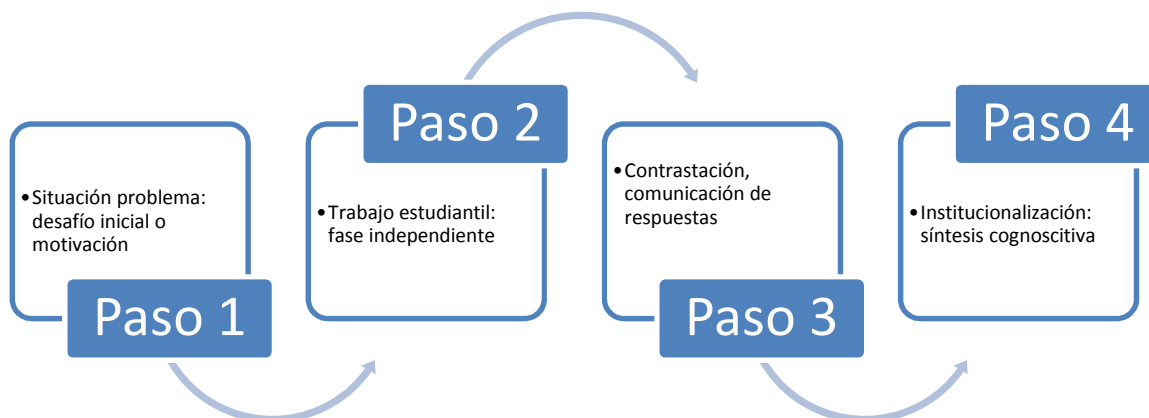 •Situación problema:
desafío inicial o
motivación
Paso 1
Paso 2
•Trabajo estudiantil:
fase independiente
•Contrastación,
comunicación de
respuestas
Paso 3
Paso 4
•Institucionalización:
síntesis cognoscitiva